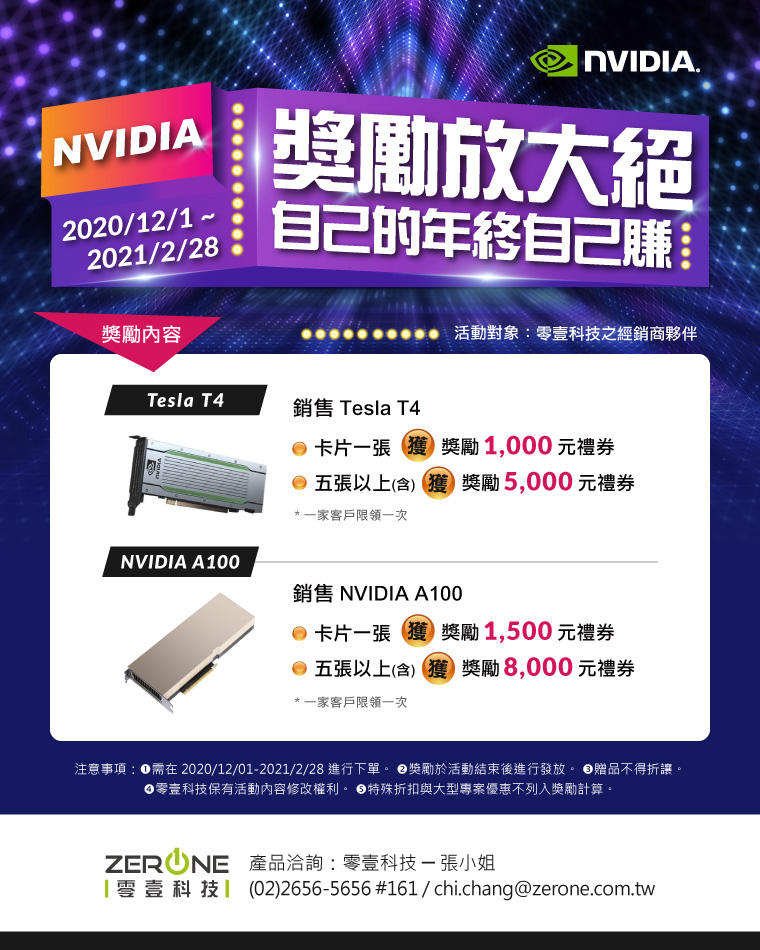 NVIDIA.
NVIDIA
2020/12/1 ~
2021/2/28
獎勵放大絕
自己的年終自己賺
獎勵內容
活動對象：零壹科技之經銷商夥伴
Tesla T4
銷售 Tesla T4
卡片一張 獲 獎勵 1,000 元禮券
五張以上(含) 獲 獎勵 5,000 元禮券
* 一家客戶限領一次
NVIDIA
NVIDIA A100
銷售 NVIDIA A100
卡片一張 獲 獎勵 1,500 元禮券
五張以上(含) 獲 獎勵 8,000 元禮券
* 一家客戶限領一次
注意事項：❶需在 2020/12/01-2021/2/28 進行下單。 ❷獎勵於活動結束後進行發放。 ❸贈品不得折讓。
❹零壹科技保有活動內容修改權利。 ❺特殊折扣與大型專案優惠不列入獎勵計算。
ZERONE
零壹科技
產品洽詢：零壹科技 － 張小姐
(02)2656-5656 #161 / chi.chang@zerone.com.tw